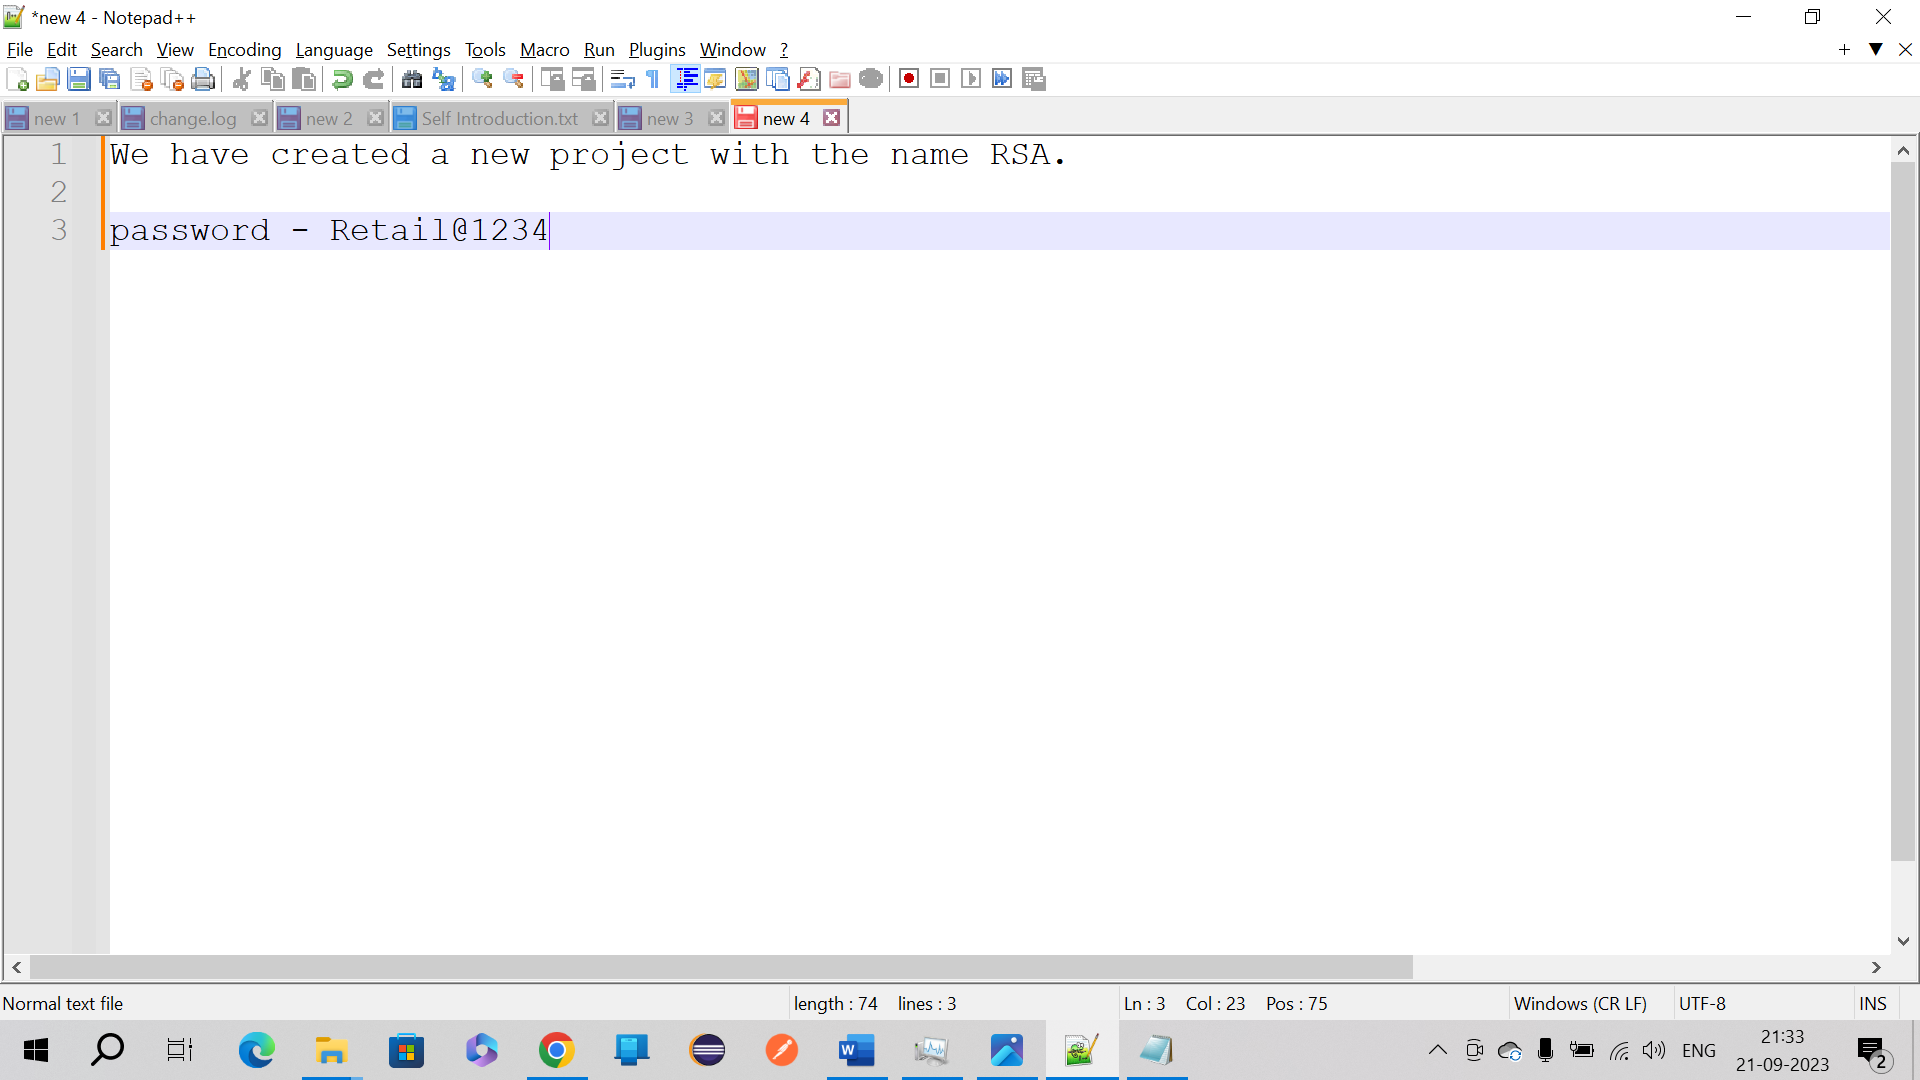 *new 4 - Notepad++
File Edit Search View Encoding Language Settings Tools Macro Run Plugins Window ?
new 1 change.log new 2 Self Introduction.txt new 3 new 4
1 We have created a new project with the name RSA.
2
3 password - Retail@1234
Normal text file length : 74 lines : 3 Ln : 3 Col : 23 Pos : 75 Windows (CR LF) UTF-8 INS
ENG 21:33
21-09-2023 2